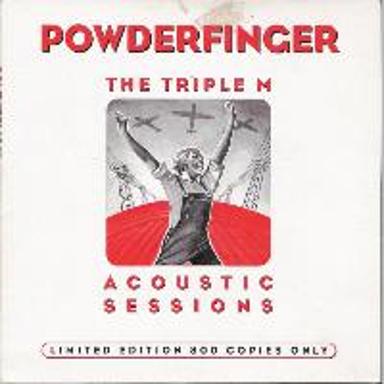 POWDERFINGER
THE TRIPLE M
ACOUSTIC
SESSIONS
LIMITED EDITION 800 COPIES ONLY